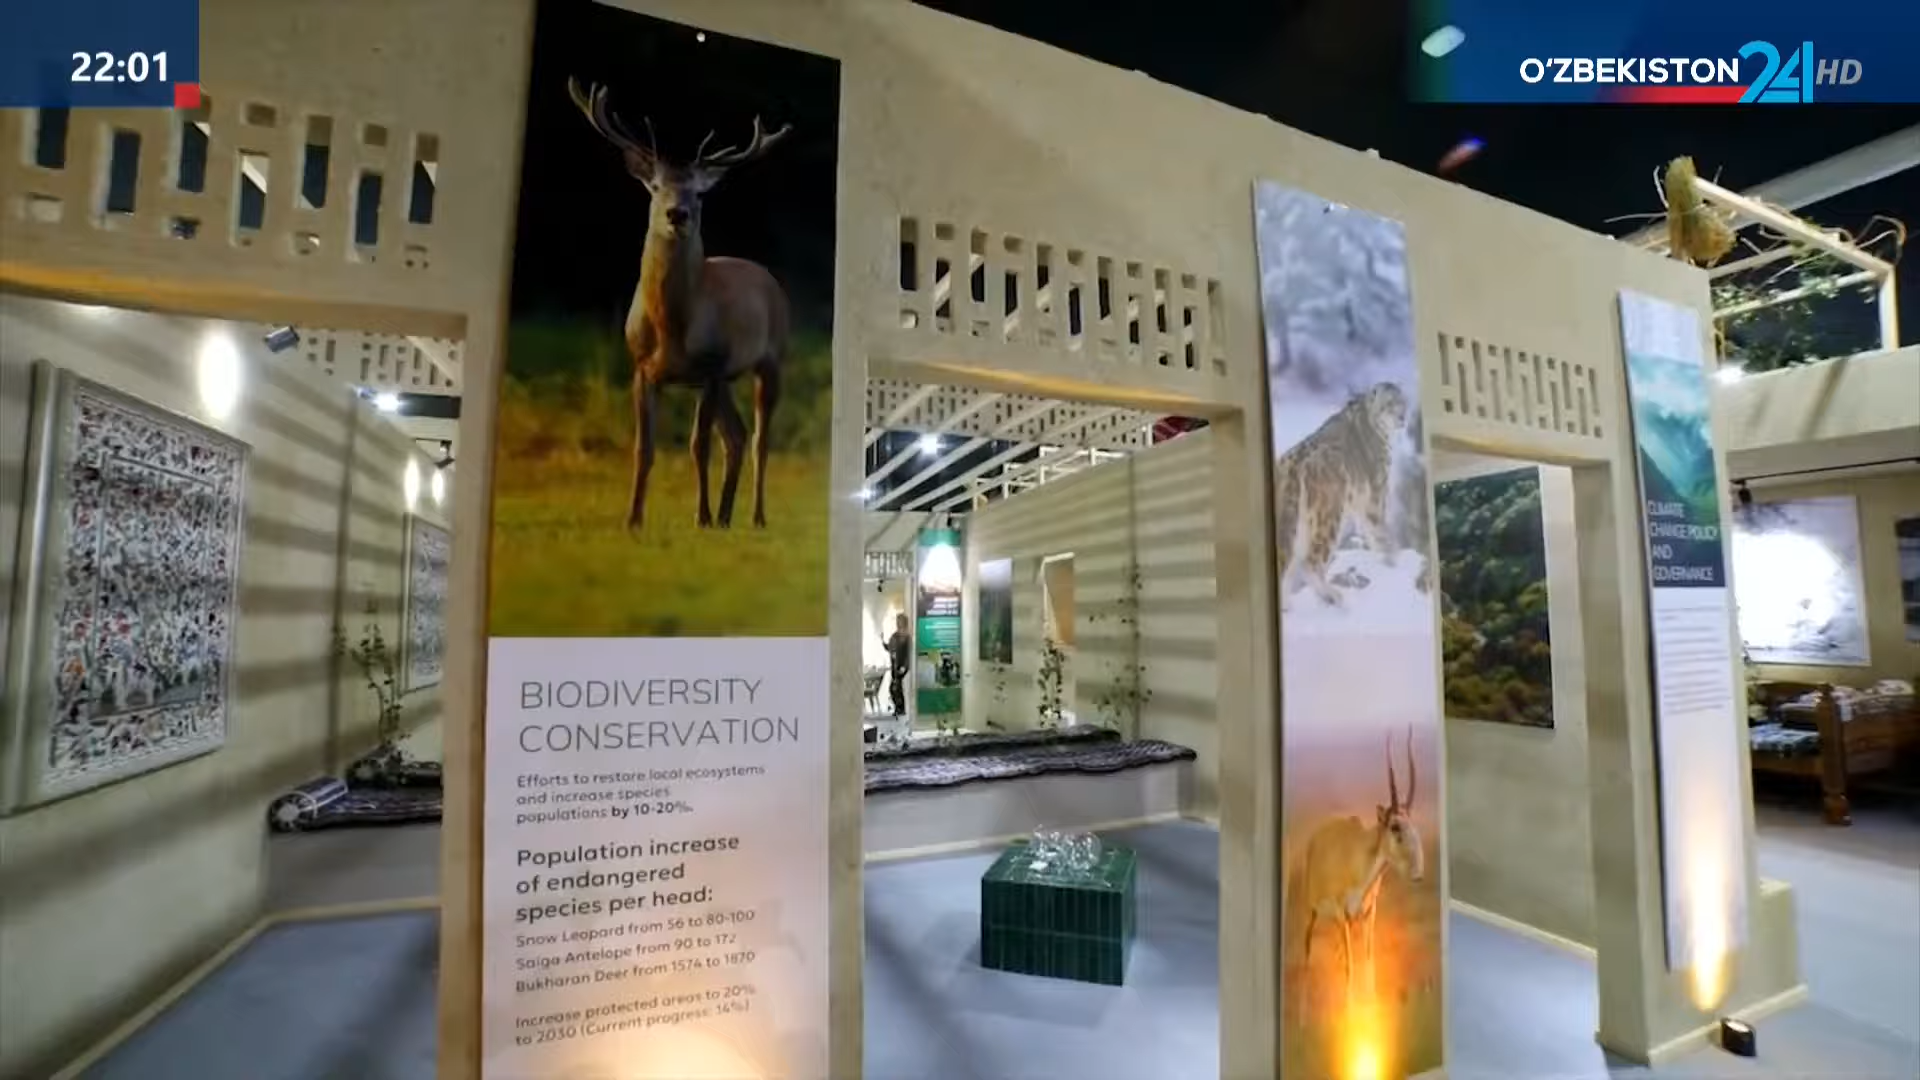 22:01
O‘ZBEKISTON 24 HD
BIODIVERSITY
CONSERVATION
Efforts to restore local ecosystems
and increase species
populations by 10-20%.
Population increase
of endangered
species per head:
Snow Leopard from 56 to 80-100
Saiga Antelope from 90 to 172
Bukharan Deer from 1574 to 1870
Increase protected areas to 20%
to 2030 (Current progress: 14%)
CLIMATE
CHANGE POLICY
AND
GOVERNANCE